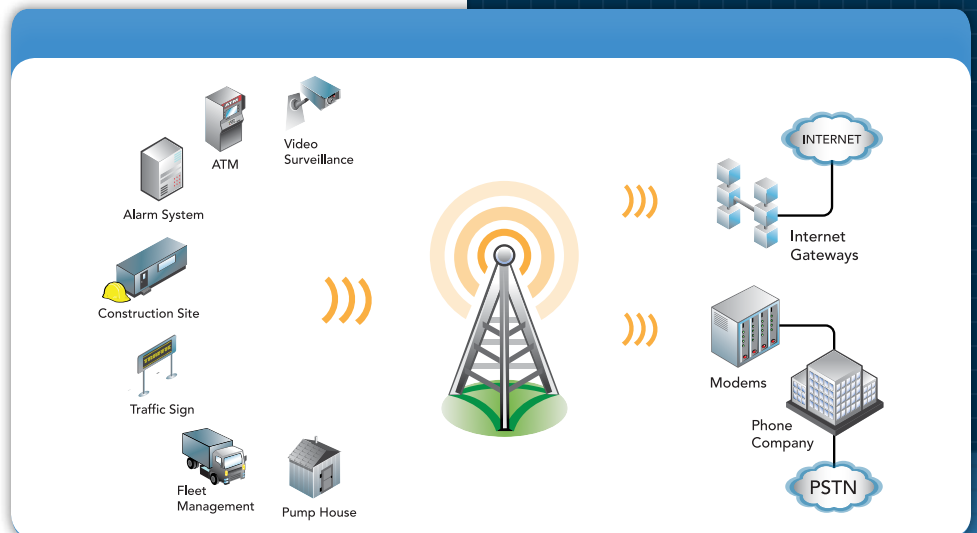 ATM
ATM
Video
Surveillance
Alarm System
Construction Site
Traffic Sign
Fleet
Management
Pump House
INTERNET
Internet
Gateways
Modems
Phone
Company
PSTN